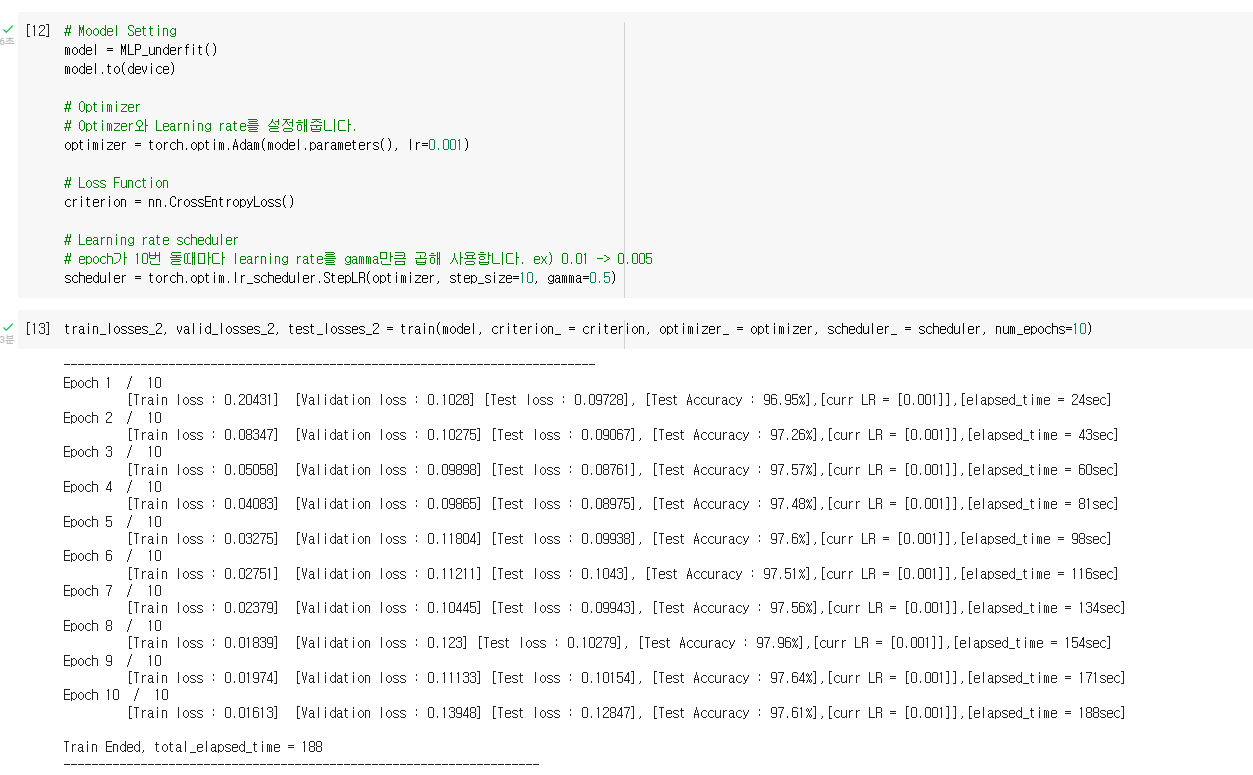 [12] # Moodel Setting
model = MLP_underfit()
model.to(device)
# Optimizer
# Optimzer와 Learning rate를 설정해줍니다.
optimizer = torch.optim.Adam(model.parameters(), lr=0.001)
# Loss Function
criterion = nn.CrossEntropyLoss()
# Learning rate scheduler
# epoch가 10번 돌때마다 learning rate를 gamma만큼 곱해 사용합니다. ex) 0.01 -> 0.005
scheduler = torch.optim.lr_scheduler.StepLR(optimizer, step_size=10, gamma=0.5)
6초
[13] train_losses_2, valid_losses_2, test_losses_2 = train(model, criterion_ = criterion, optimizer_ = optimizer, scheduler_ = scheduler, num_epochs=10)
3분
----------------------------------------------------------------------------
Epoch 1 / 10
[Train loss : 0.20431] [Validation loss : 0.1028] [Test loss : 0.09728], [Test Accuracy : 96.95%],[curr LR = [0.001]],[elapsed_time = 24sec]
Epoch 2 / 10
[Train loss : 0.08347] [Validation loss : 0.10275] [Test loss : 0.09067], [Test Accuracy : 97.26%],[curr LR = [0.001]],[elapsed_time = 43sec]
Epoch 3 / 10
[Train loss : 0.05058] [Validation loss : 0.09898] [Test loss : 0.08761], [Test Accuracy : 97.57%],[curr LR = [0.001]],[elapsed_time = 60sec]
Epoch 4 / 10
[Train loss : 0.04083] [Validation loss : 0.09865] [Test loss : 0.08975], [Test Accuracy : 97.48%],[curr LR = [0.001]],[elapsed_time = 81sec]
Epoch 5 / 10
[Train loss : 0.03275] [Validation loss : 0.11804] [Test loss : 0.09938], [Test Accuracy : 97.6%],[curr LR = [0.001]],[elapsed_time = 98sec]
Epoch 6 / 10
[Train loss : 0.02751] [Validation loss : 0.11211] [Test loss : 0.1043], [Test Accuracy : 97.51%],[curr LR = [0.001]],[elapsed_time = 116sec]
Epoch 7 / 10
[Train loss : 0.02379] [Validation loss : 0.10445] [Test loss : 0.09943], [Test Accuracy : 97.56%],[curr LR = [0.001]],[elapsed_time = 134sec]
Epoch 8 / 10
[Train loss : 0.01839] [Validation loss : 0.123] [Test loss : 0.10279], [Test Accuracy : 97.96%],[curr LR = [0.001]],[elapsed_time = 154sec]
Epoch 9 / 10
[Train loss : 0.01974] [Validation loss : 0.11133] [Test loss : 0.10154], [Test Accuracy : 97.64%],[curr LR = [0.001]],[elapsed_time = 171sec]
Epoch 10 / 10
[Train loss : 0.01613] [Validation loss : 0.13948] [Test loss : 0.12847], [Test Accuracy : 97.61%],[curr LR = [0.001]],[elapsed_time = 188sec]
Train Ended, total_elapsed_time = 188
--------------------------------------------------------------------